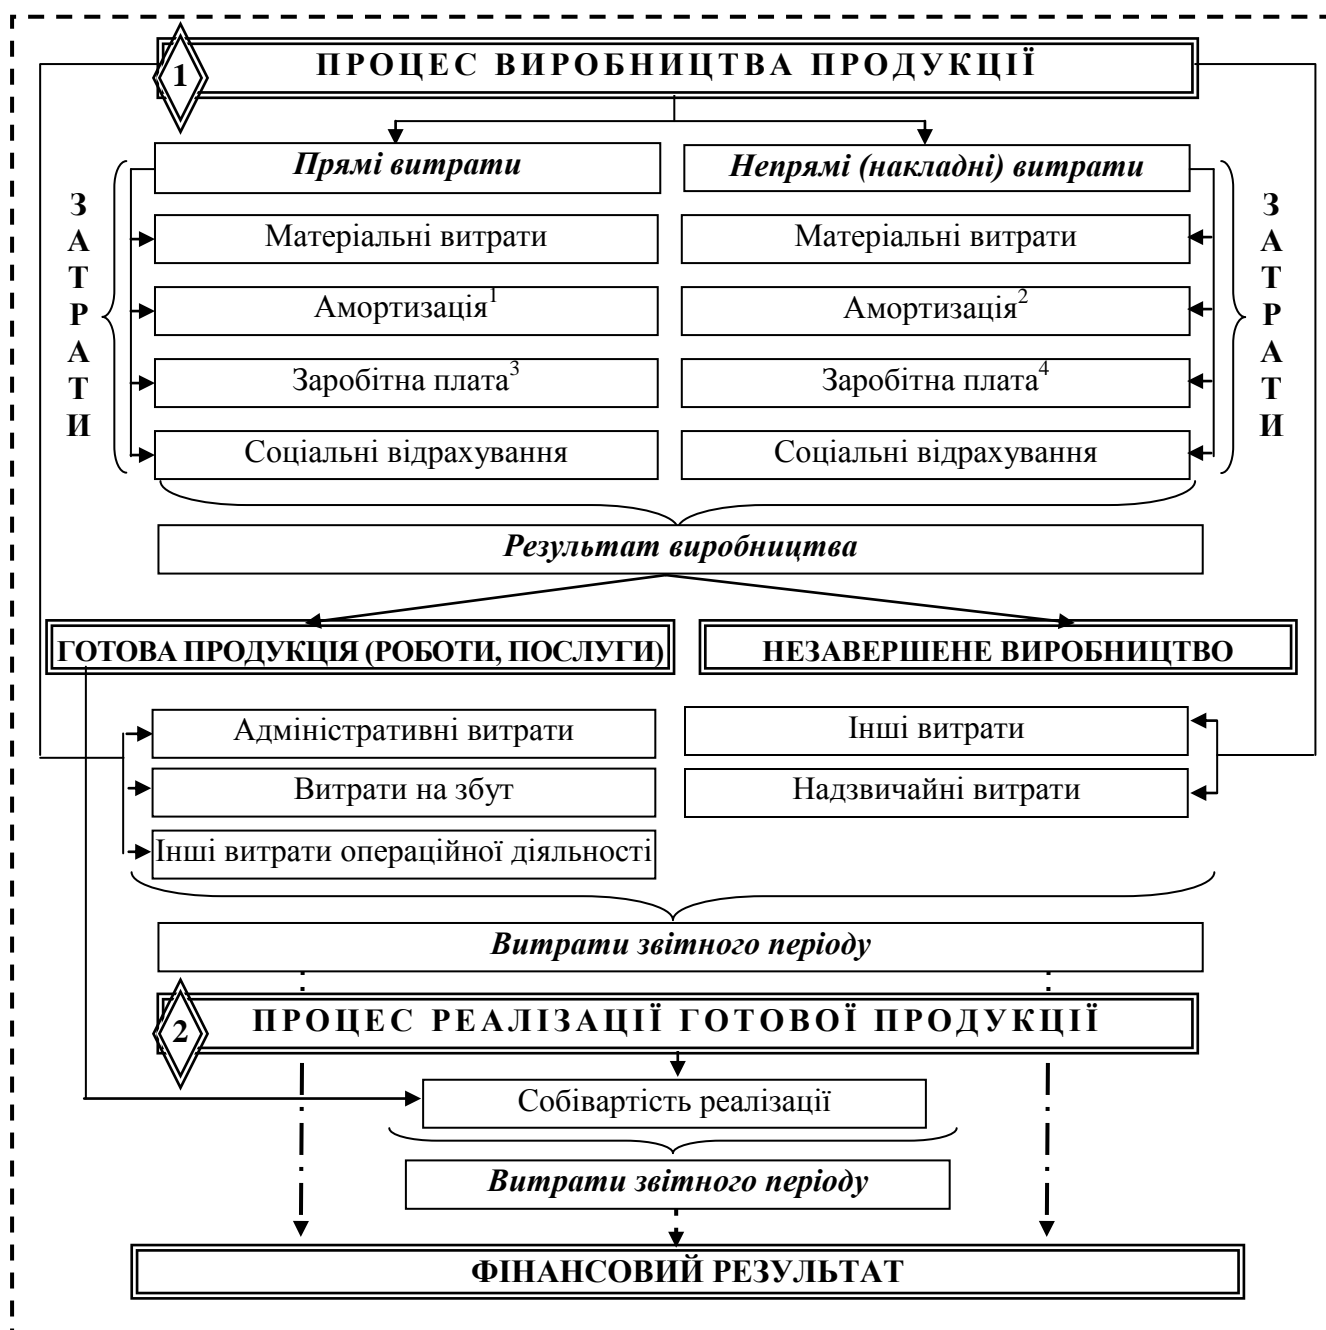 1
ПРОЦЕС ВИРОБНИЦТВА ПРОДУКЦІЇ
Прямі витрати
Непрямі (накладні) витрати
ЗАТРАТИ
Матеріальні витрати
Матеріальні витрати
ЗАТРАТИ
Амортизація1
Амортизація2
Заробітна плата3
Заробітна плата4
Соціальні відрахування
Соціальні відрахування
Результат виробництва
ГОТОВА ПРОДУКЦІЯ (РОБОТИ, ПОСЛУГИ)
НЕЗАВЕРШЕНЕ ВИРОБНИЦТВО
Адміністративні витрати
Інші витрати
Витрати на збут
Надзвичайні витрати
Інші витрати операційної діяльності
Витрати звітного періоду
2
ПРОЦЕС РЕАЛІЗАЦІЇ ГОТОВОЇ ПРОДУКЦІЇ
Собівартість реалізації
Витрати звітного періоду
ФІНАНСОВИЙ РЕЗУЛЬТАТ